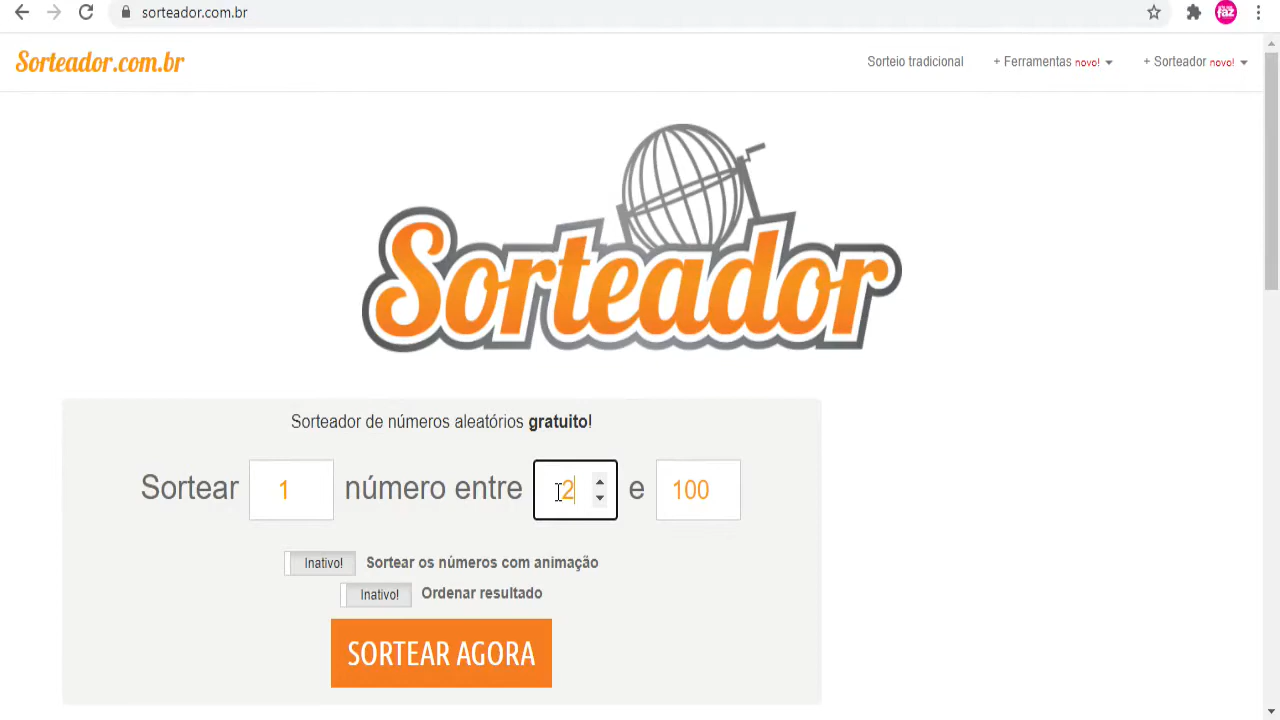 sorteador.com.br
Sorteador.com.br
Sorteio tradicional + Ferramentas novo! + Sorteador novo!
Sorteador
Sorteador de números aleatórios gratuito!
Sortear 1 número entre 2 e 100
Inativo! Sortear os números com animação
Inativo! Ordenar resultado
SORTEAR AGORA